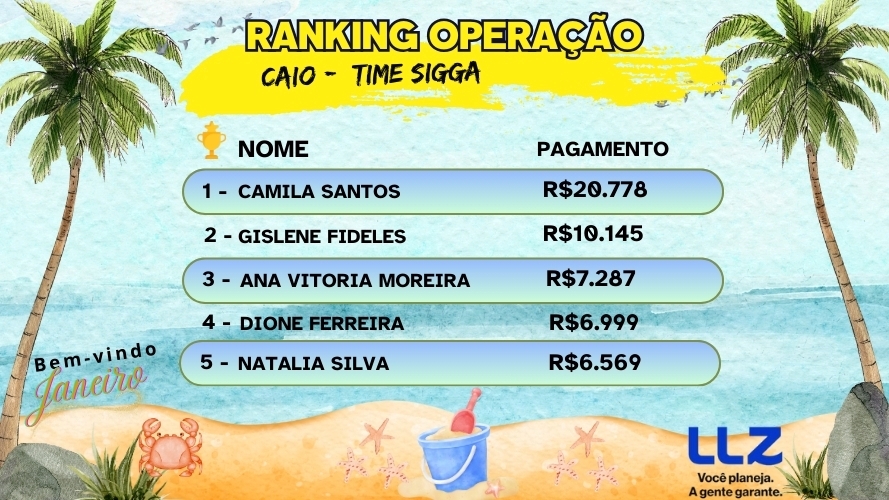 RANKING OPERAÇÃO
CAIO - TIME SIGGA
NOME PAGAMENTO
1 - CAMILA SANTOS R$20.778
2 - GISLENE FIDELES R$10.145
3 - ANA VITORIA MOREIRA R$7.287
4 - DIONE FERREIRA R$6.999
5 - NATALIA SILVA R$6.569
Bem-vindo
Janeiro
LLZ
Você planeja.
A gente garante.